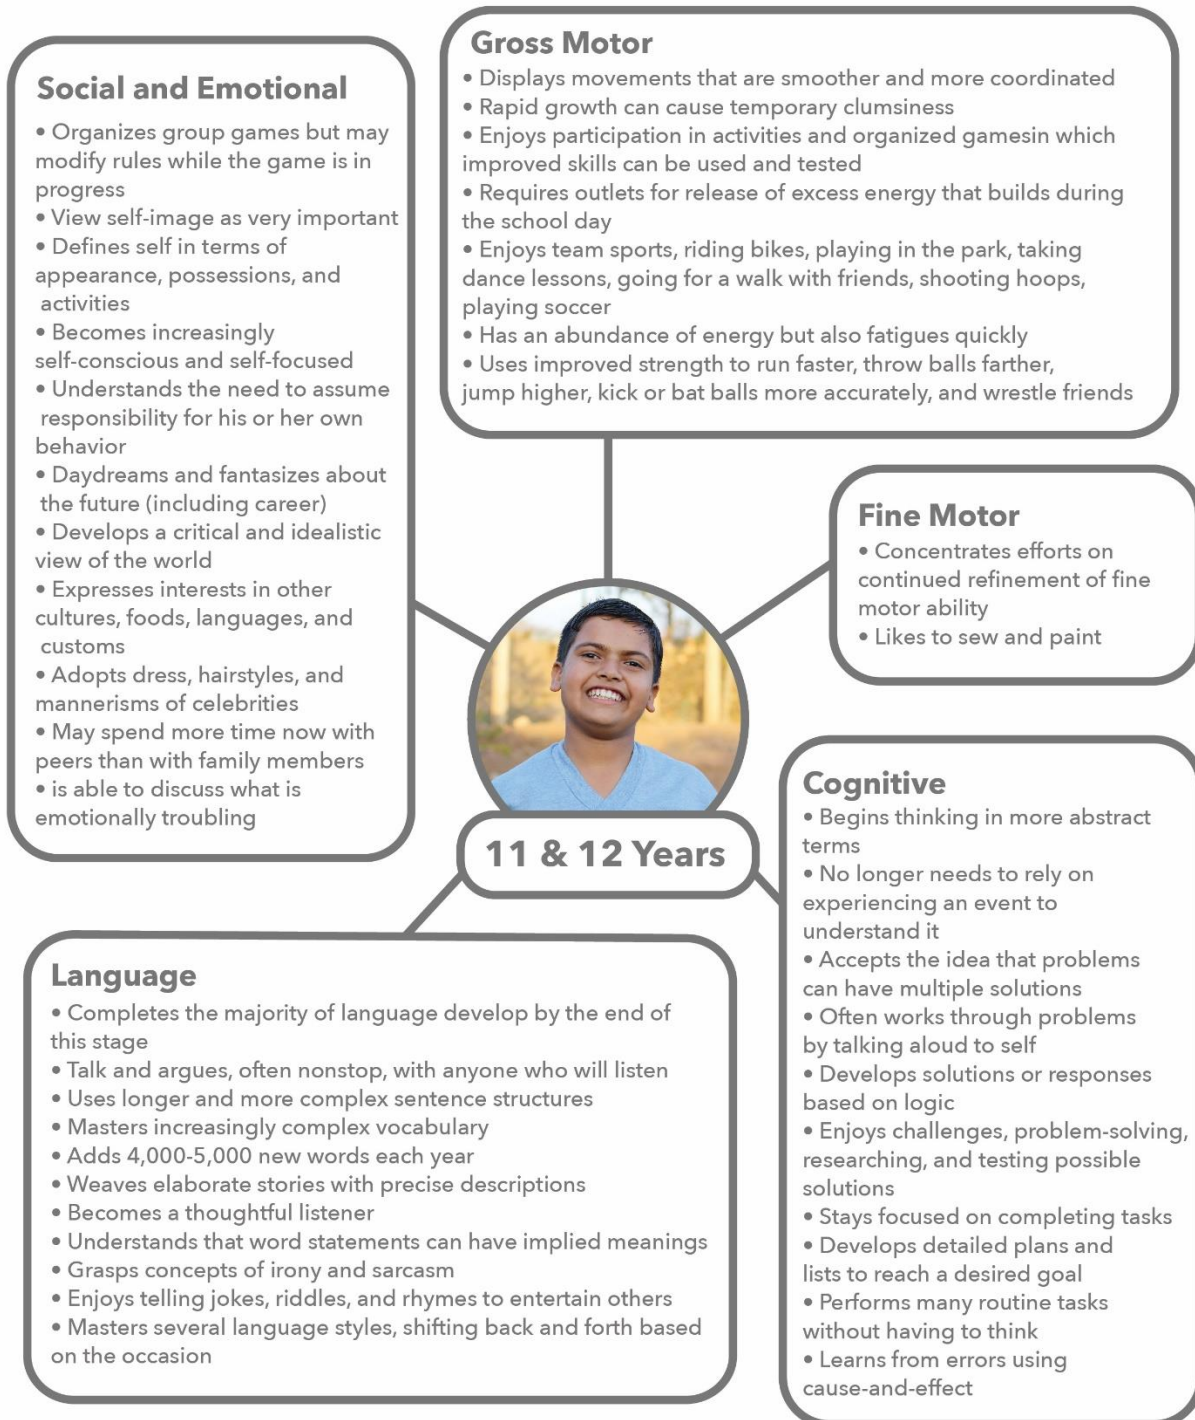 Social and Emotional
• Organizes group games but may
modify rules while the game is in
progress
• View self-image as very important
• Defines self in terms of
appearance, possessions, and
activities
• Becomes increasingly
self-conscious and self-focused
• Understands the need to assume
responsibility for his or her own
behavior
• Daydreams and fantasizes about
the future (including career)
• Develops a critical and idealistic
view of the world
• Expresses interests in other
cultures, foods, languages, and
customs
• Adopts dress, hairstyles, and
mannerisms of celebrities
• May spend more time now with
peers than with family members
• is able to discuss what is
emotionally troubling
Gross Motor
• Displays movements that are smoother and more coordinated
• Rapid growth can cause temporary clumsiness
• Enjoys participation in activities and organized gamesin which
improved skills can be used and tested
• Requires outlets for release of excess energy that builds during
the school day
• Enjoys team sports, riding bikes, playing in the park, taking
dance lessons, going for a walk with friends, shooting hoops,
playing soccer
• Has an abundance of energy but also fatigues quickly
• Uses improved strength to run faster, throw balls farther,
jump higher, kick or bat balls more accurately, and wrestle friends
Fine Motor
• Concentrates efforts on
continued refinement of fine
motor ability
• Likes to sew and paint
11 & 12 Years
Cognitive
• Begins thinking in more abstract
terms
• No longer needs to rely on
experiencing an event to
understand it
• Accepts the idea that problems
can have multiple solutions
• Often works through problems
by talking aloud to self
• Develops solutions or responses
based on logic
• Enjoys challenges, problem-solving,
researching, and testing possible
solutions
• Stays focused on completing tasks
• Develops detailed plans and
lists to reach a desired goal
• Performs many routine tasks
without having to think
• Learns from errors using
cause-and-effect
Language
• Completes the majority of language develop by the end of
this stage
• Talk and argues, often nonstop, with anyone who will listen
• Uses longer and more complex sentence structures
• Masters increasingly complex vocabulary
• Adds 4,000-5,000 new words each year
• Weaves elaborate stories with precise descriptions
• Becomes a thoughtful listener
• Understands that word statements can have implied meanings
• Grasps concepts of irony and sarcasm
• Enjoys telling jokes, riddles, and rhymes to entertain others
• Masters several language styles, shifting back and forth based
on the occasion